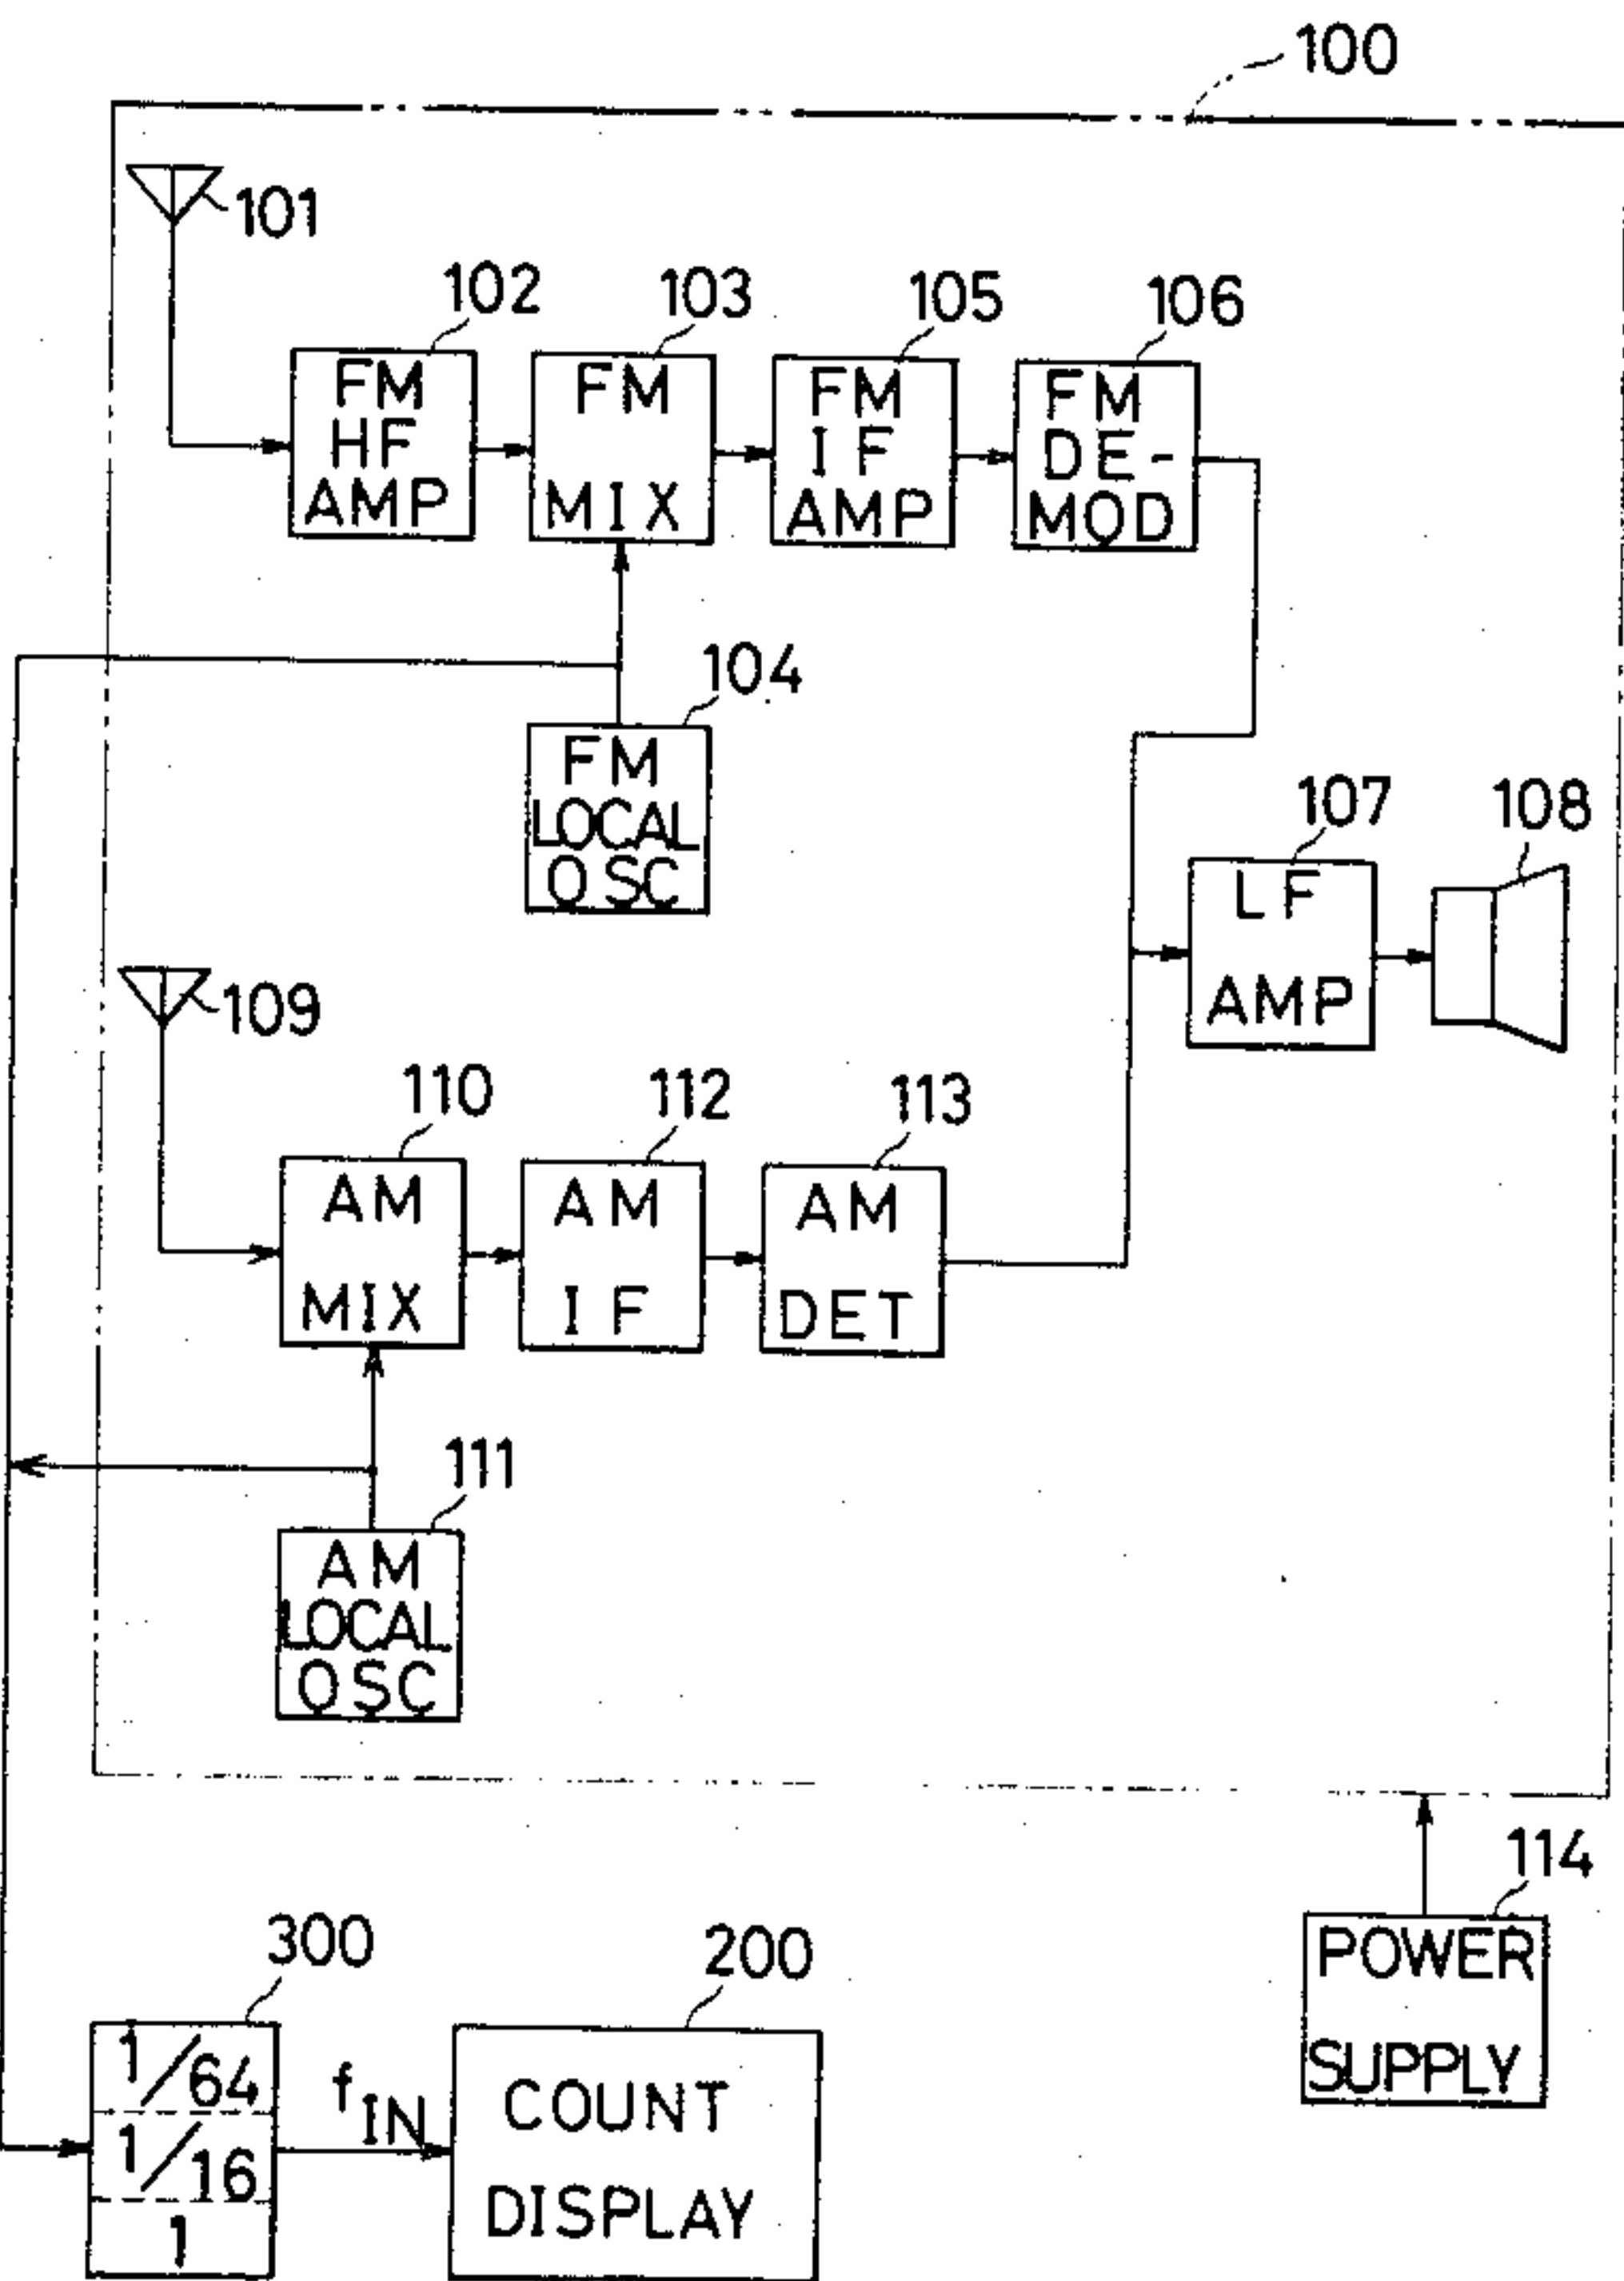 100
101
102
103
105
106
FM
HF
AMP
FM
MIX
FM
IF
AMP
FM
DE-
MOD
104
FM
LOCAL
OSC
107
108
LF
AMP
109
110
112
113
AM
MIX
AM
IF
AM
DET
111
AM
LOCAL
OSC
114
POWER
SUPPLY
300
200
1/64
1/16
1
fIN
COUNT
DISPLAY